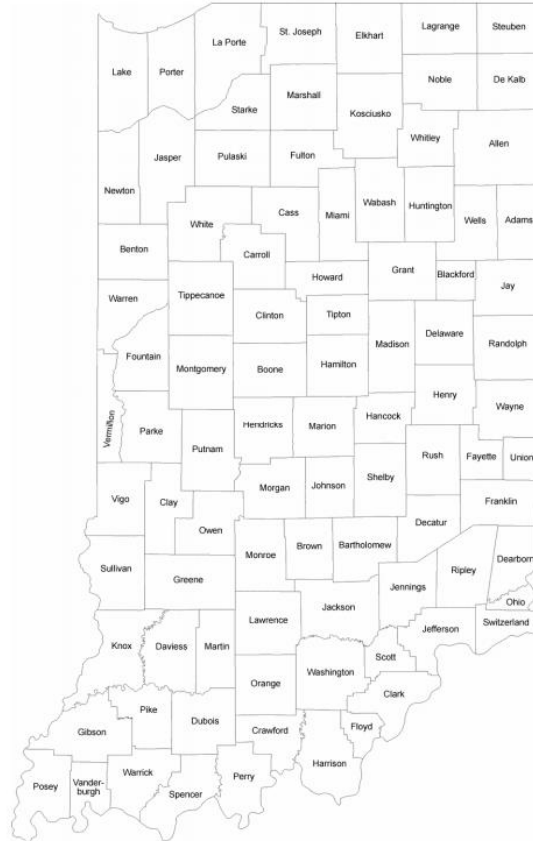 St. Joseph
Elkhart
Lagrange
Steuben
La Porte
Lake
Porter
Noble
De Kalb
Marshall
Starke
Kosciusko
Whitley
Allen
Jasper
Pulaski
Fulton
Newton
Cass
Miami
Wabash
Huntington
Wells
Adams
White
Benton
Carroll
Grant
Blackford
Howard
Jay
Warren
Tippecanoe
Clinton
Tipton
Madison
Delaware
Randolph
Fountain
Montgomery
Boone
Hamilton
Henry
Wayne
Vermillion
Parke
Hendricks
Marion
Hancock
Putnam
Rush
Fayette
Union
Vigo
Clay
Morgan
Johnson
Shelby
Franklin
Owen
Decatur
Sullivan
Monroe
Brown
Bartholomew
Dearborn
Greene
Jennings
Ripley
Ohio
Lawrence
Jackson
Jefferson
Switzerland
Knox
Daviess
Martin
Scott
Washington
Orange
Clark
Pike
Dubois
Floyd
Gibson
Crawford
Harrison
Posey
Vander-
burgh
Warrick
Spencer
Perry